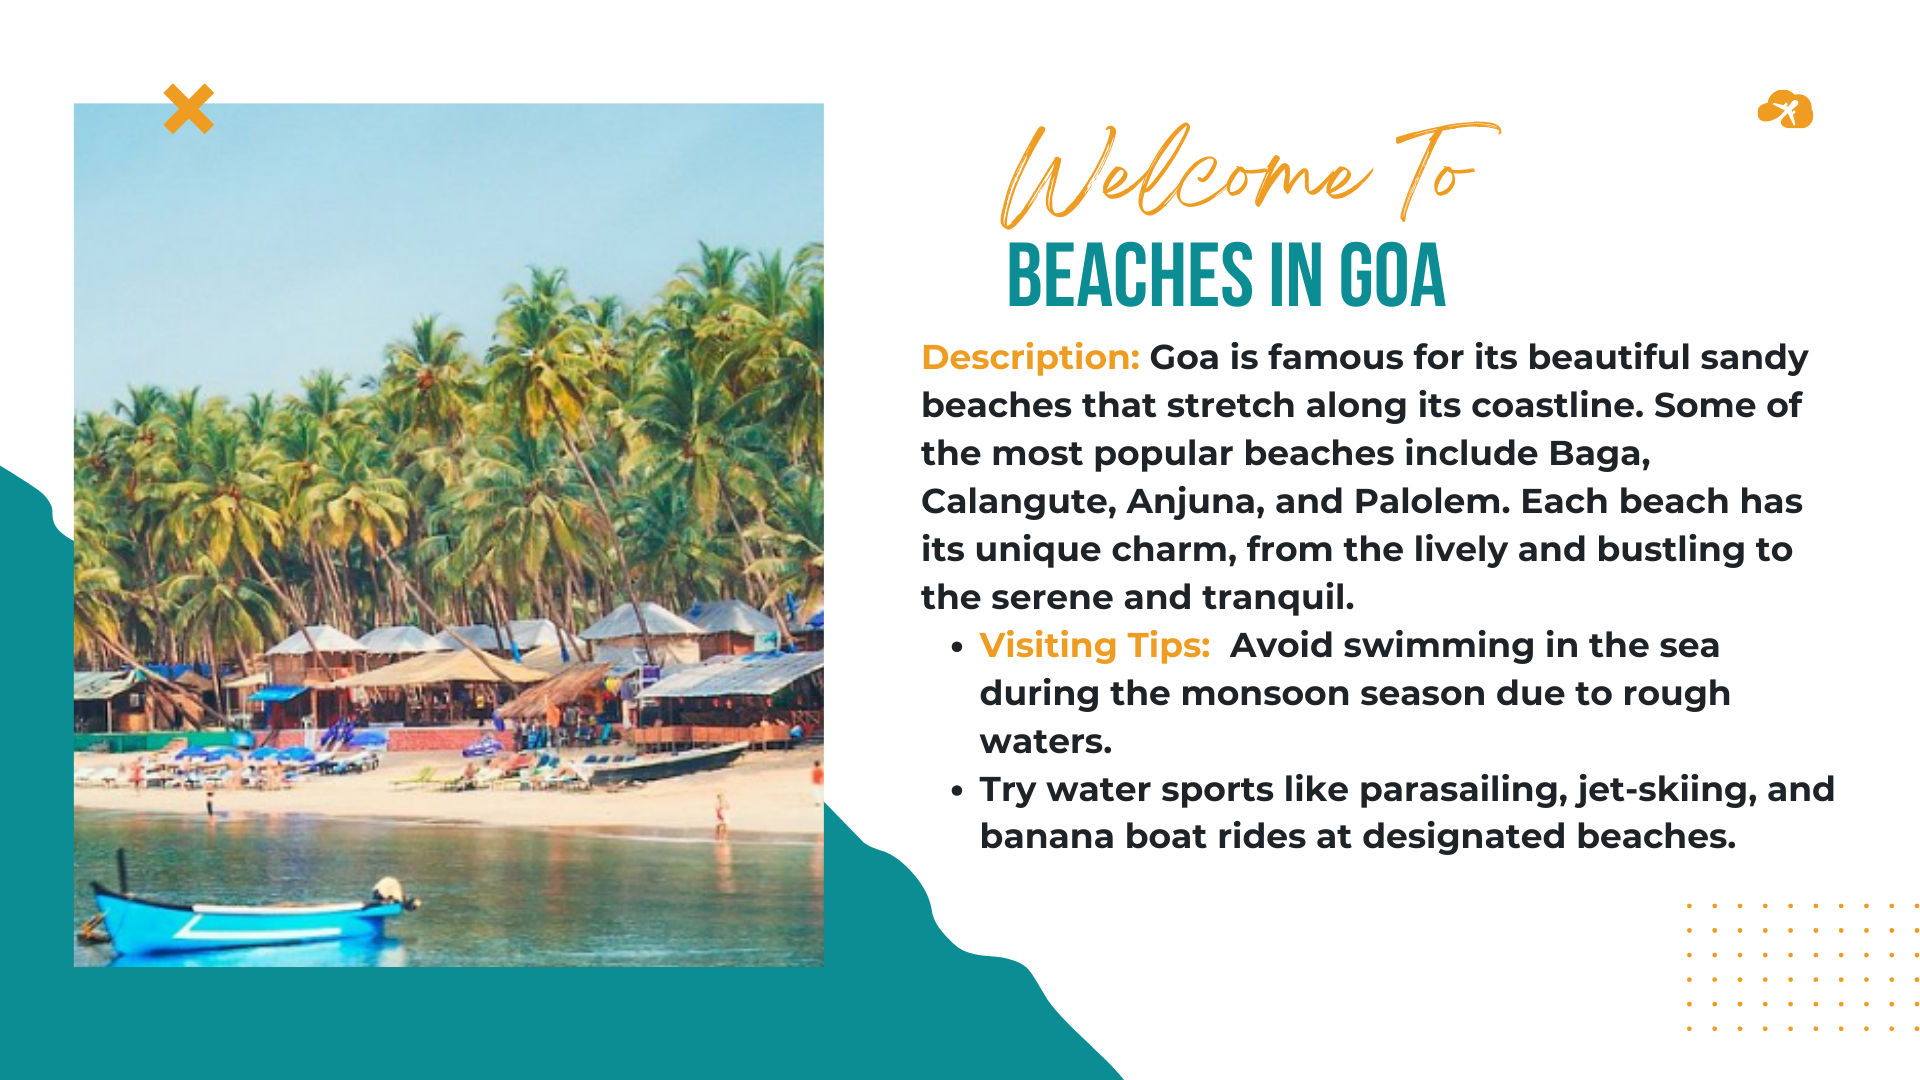 Welcome To
BEACHES IN GOA
Description: Goa is famous for its beautiful sandy
beaches that stretch along its coastline. Some of
the most popular beaches include Baga,
Calangute, Anjuna, and Palolem. Each beach has
its unique charm, from the lively and bustling to
the serene and tranquil.
• Visiting Tips:  Avoid swimming in the sea
during the monsoon season due to rough
waters.
• Try water sports like parasailing, jet-skiing, and
banana boat rides at designated beaches.